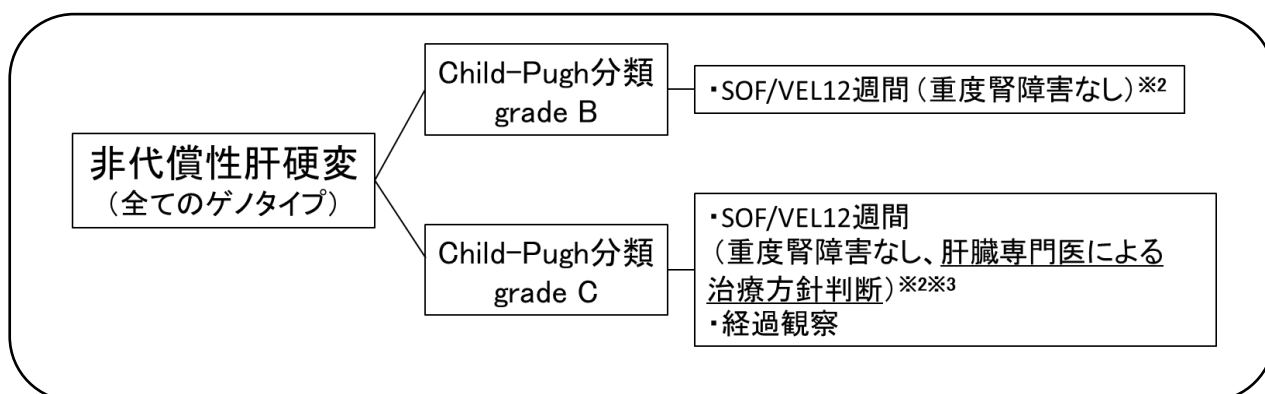 非代償性肝硬変
（全てのゲノタイプ）
Child-Pugh分類
grade B
・SOF/VEL12週間（重度腎障害なし）※2
Child-Pugh分類
grade C
・SOF/VEL12週間
（重度腎障害なし、肝臓専門医による
治療方針判断）※2※3
・経過観察